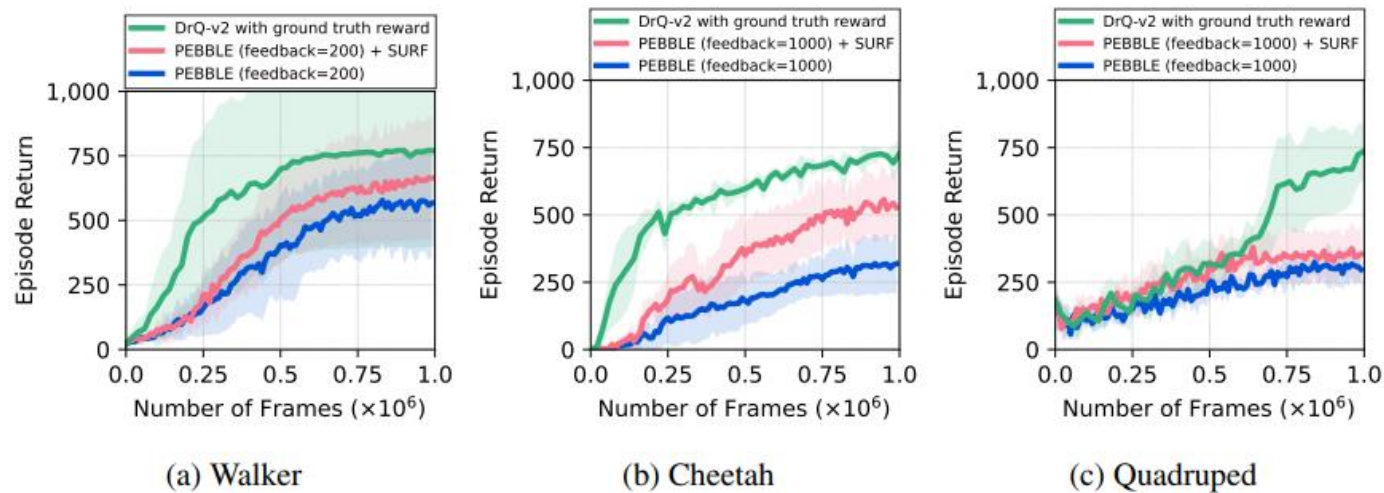 DrQ-v2 with ground truth reward
PEBBLE (feedback=200) + SURF
PEBBLE (feedback=200)
1,000
750
500
250
0
Episode Return
0.0 0.25 0.5 0.75 1.0
Number of Frames (×10⁶)
(a) Walker
DrQ-v2 with ground truth reward
PEBBLE (feedback=1000) + SURF
PEBBLE (feedback=1000)
1,000
750
500
250
0
Episode Return
0.0 0.25 0.5 0.75 1.0
Number of Frames (×10⁶)
(b) Cheetah
DrQ-v2 with ground truth reward
PEBBLE (feedback=1000) + SURF
PEBBLE (feedback=1000)
1,000
750
500
250
0
Episode Return
0.0 0.25 0.5 0.75 1.0
Number of Frames (×10⁶)
(c) Quadruped